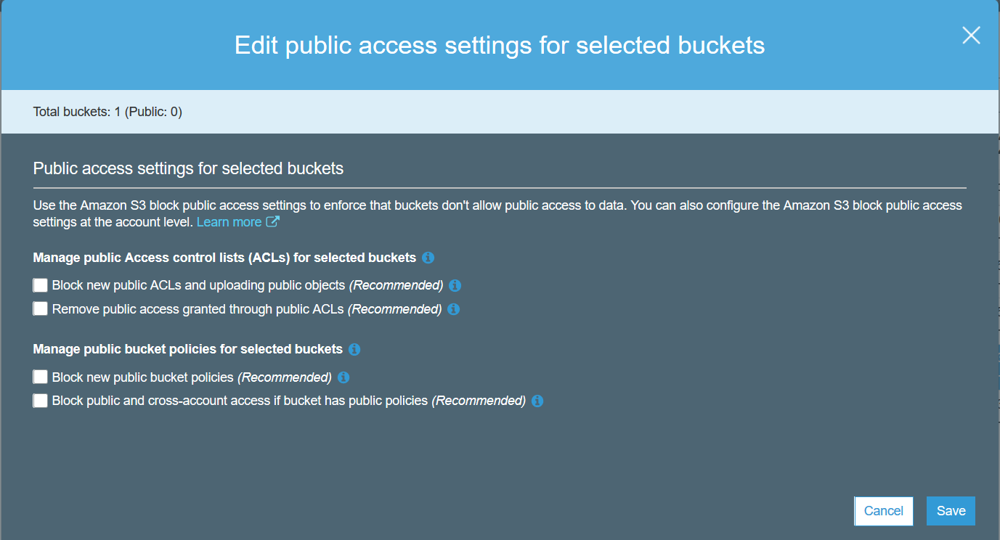 Edit public access settings for selected buckets
Total buckets: 1 (Public: 0)
Public access settings for selected buckets
Use the Amazon S3 block public access settings to enforce that buckets don't allow public access to data. You can also configure the Amazon S3 block public access
settings at the account level. Learn more
Manage public Access control lists (ACLs) for selected buckets
Block new public ACLs and uploading public objects (Recommended)
Remove public access granted through public ACLs (Recommended)
Manage public bucket policies for selected buckets
Block new public bucket policies (Recommended)
Block public and cross-account access if bucket has public policies (Recommended)
Cancel Save